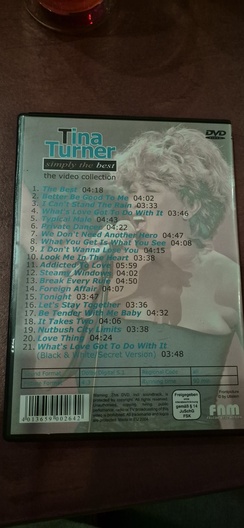 Tina
Turner
simply the best
the video collection
DVD
1. The Best 04:18
2. Better Be Good To Me 04:02
3. I Can't Stand The Rain 03:33
4. What's Love Got To Do With It 03:46
5. Typical Male 04:43
6. Private Dancer 04:22
7. We Don't Need Another Hero 04:47
8. What You Get Is What You See 04:08
9. I Don't Wanna Lose You 04:15
10. Look Me In The Heart 03:38
11. Addicted To Love 05:59
12. Steamy Windows 04:02
13. Break Every Rule 04:50
14. Foreign Affair 04:07
15. Tonight 03:47
16. Let's Stay Together 03:36
17. Be Tender With Me Baby 04:32
18. It Takes Two 04:06
19. Nutbush City Limits 03:38
20. Love Thing 04:24
21. What's Love Got To Do With It
(Black & White/Secret Version) 03:48
Freigegeben
gemäß § 14
JuSchG
FSK
fnm